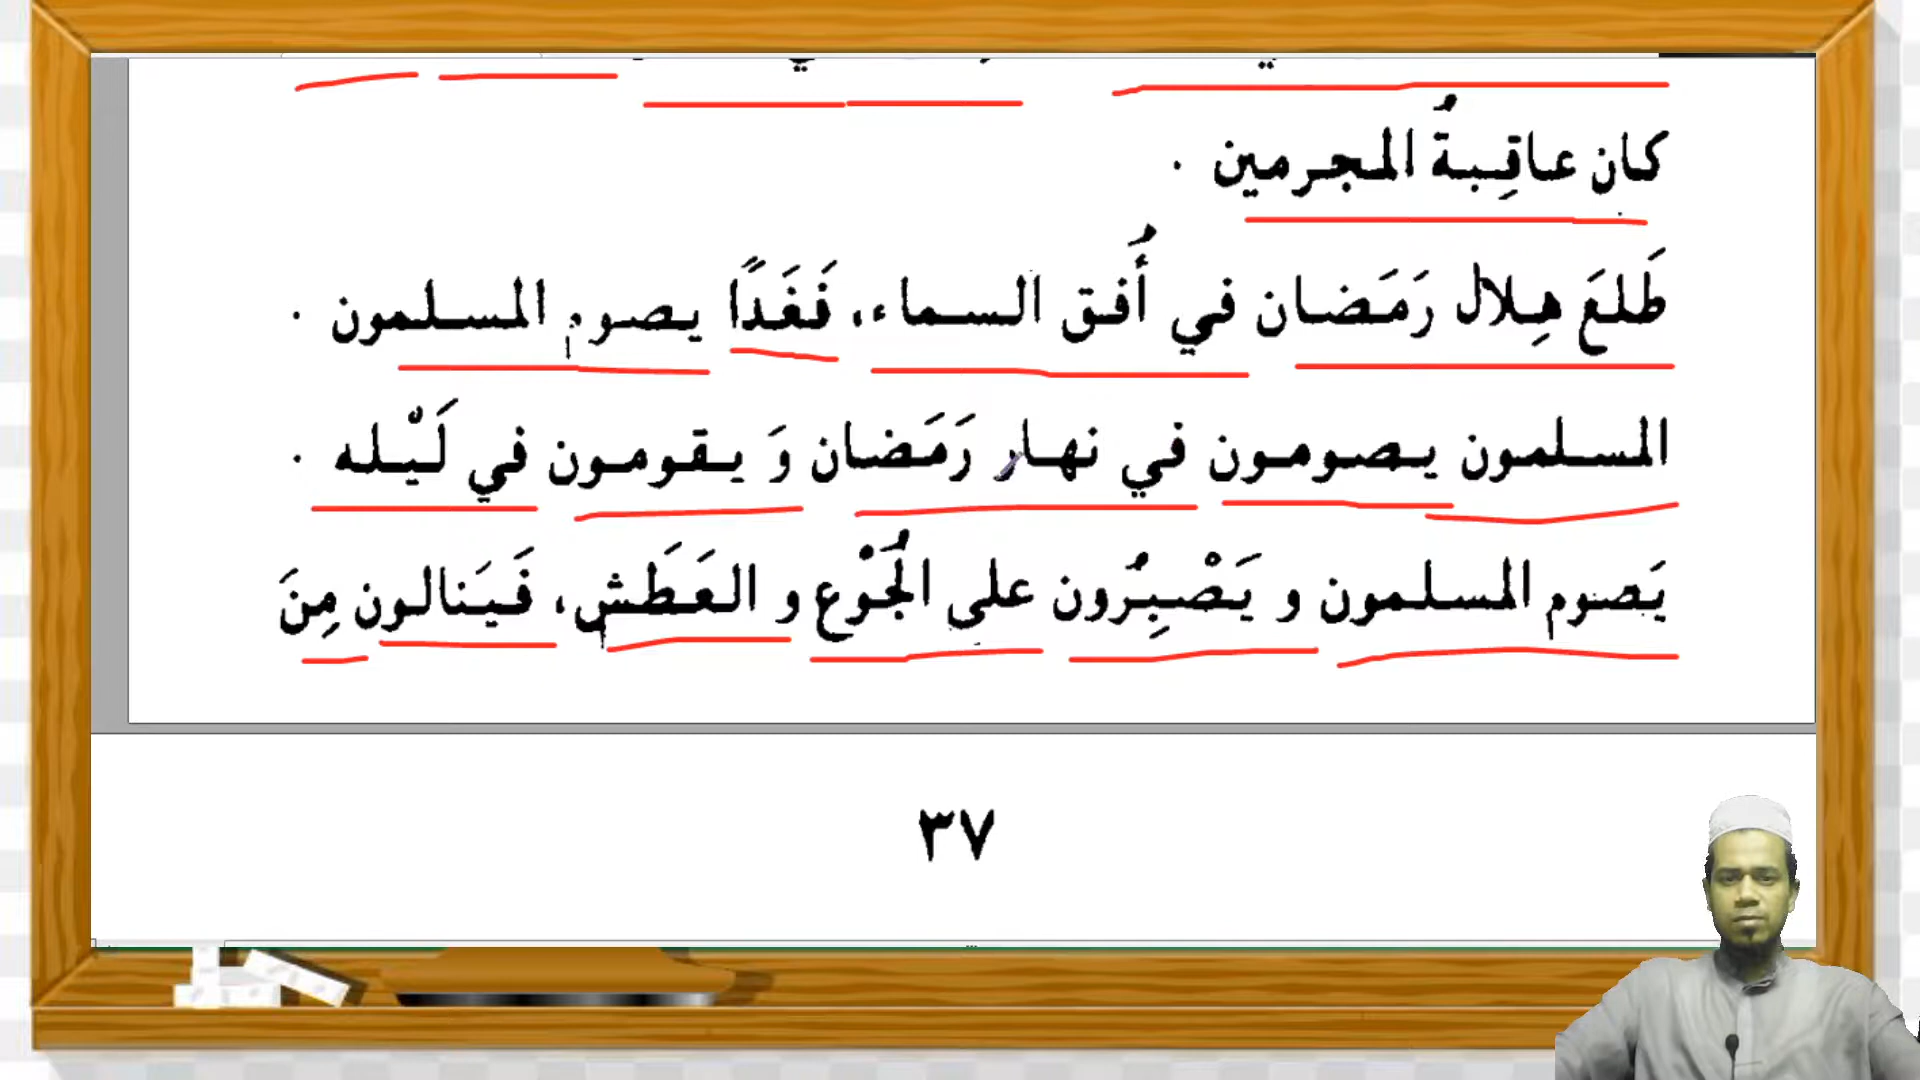 كان عاقِبةُ المجرمين .
طَلعَ هِلال رَمَضان في أُفق السماء، فَغَدًا يصوم المسلمون .
المسلمون يصومون في نهار رَمَضان وَ يقومون في لَيْله .
يَصوم المسلمون و يَصْبِرُون على الجُوْع و العَطَش، فَيَنالون مِنَ
٣٧